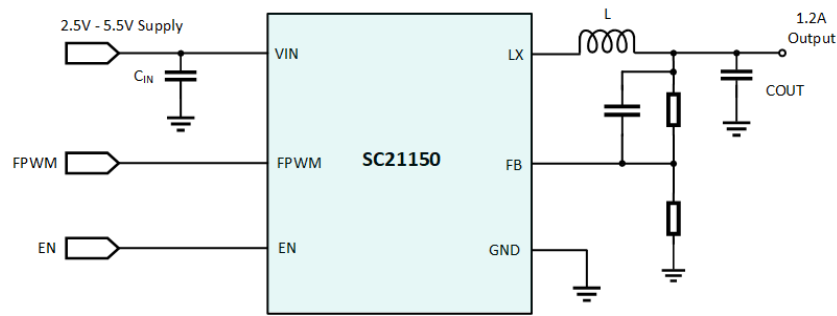 2.5V - 5.5V Supply
L
1.2A
Output
VIN
LX
CIN
COUT
FPWM
FPWM
SC21150
FB
EN
EN
GND